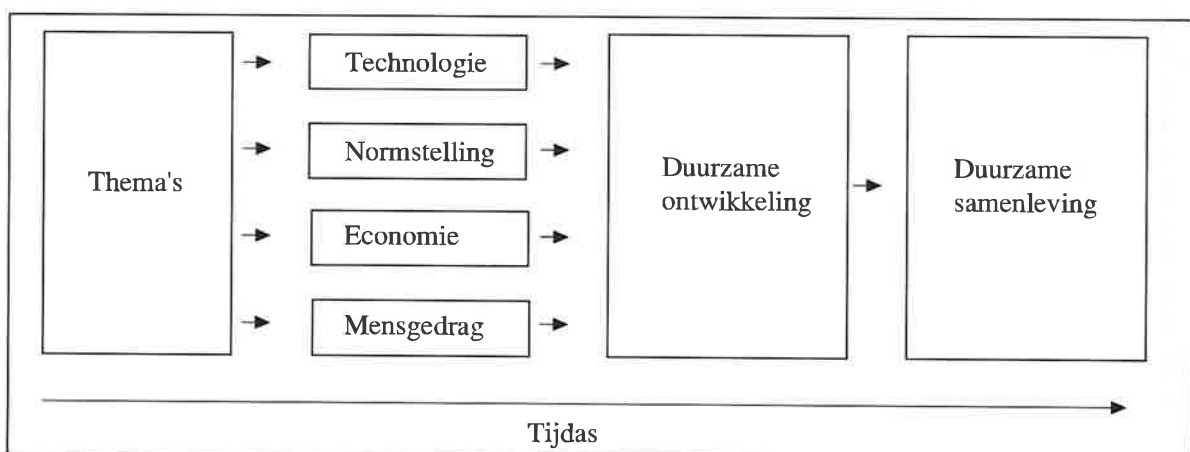 Thema's
Technologie
Normstelling
Economie
Mensgedrag
Duurzame
ontwikkeling
Duurzame
samenleving
Tijdas